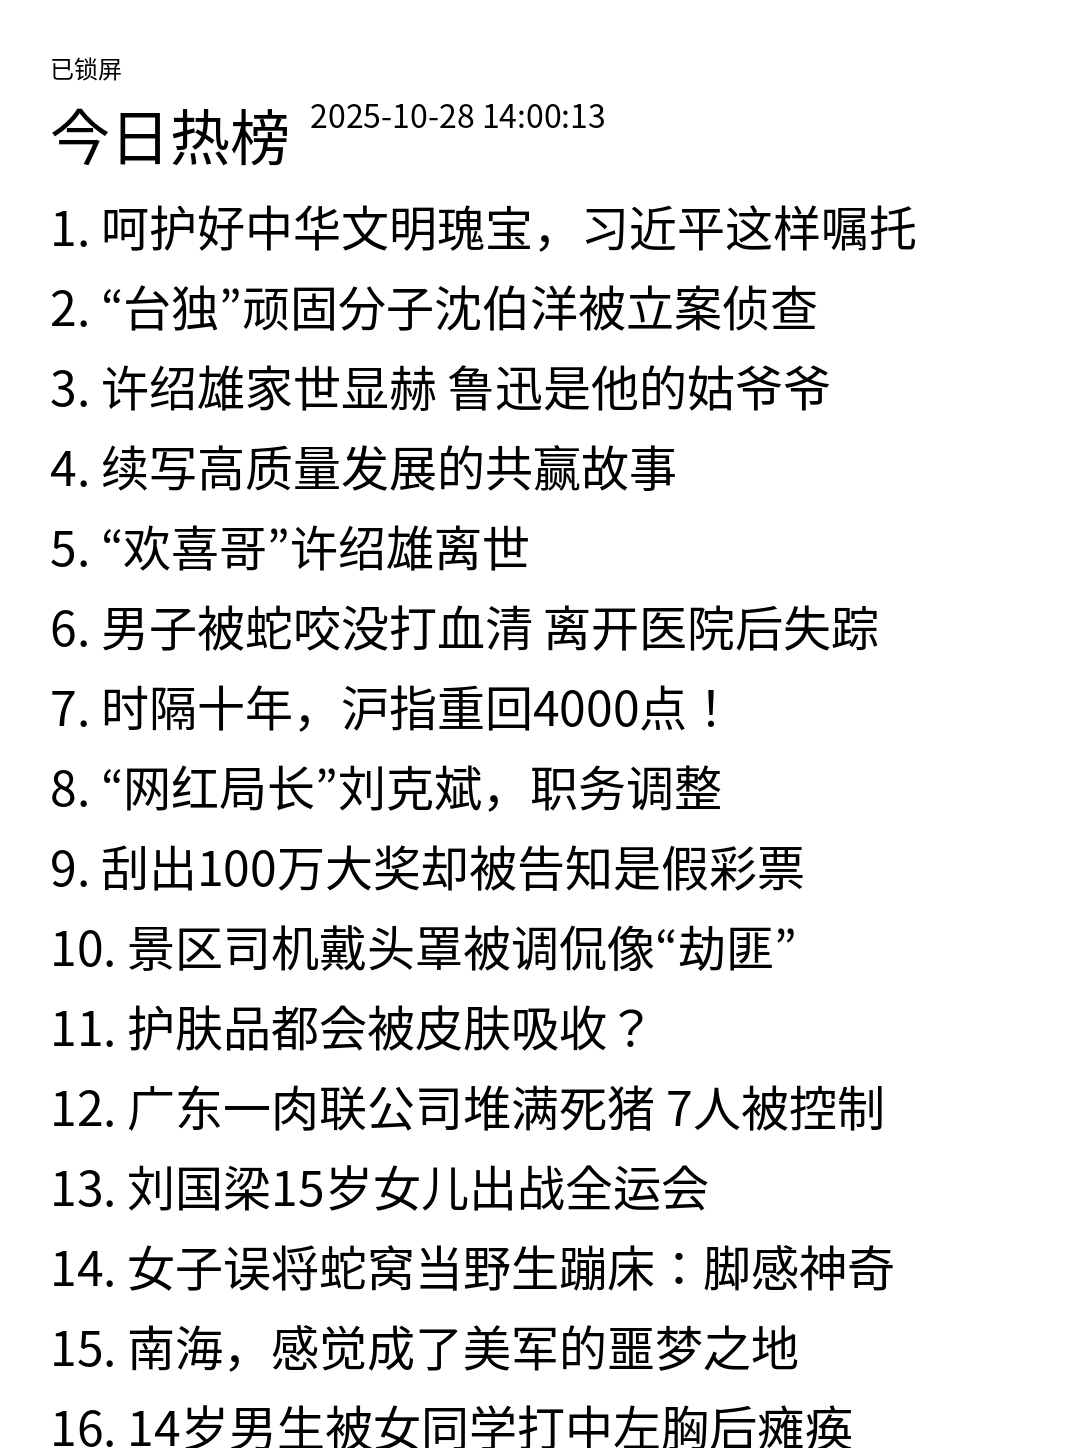 已锁屏
今日热榜 2025-10-28 14:00:13
1. 呵护好中华文明瑰宝，习近平这样嘱托
2. “台独”顽固分子沈伯洋被立案侦查
3. 许绍雄家世显赫 鲁迅是他的姑爷爷
4. 续写高质量发展的共赢故事
5. “欢喜哥”许绍雄离世
6. 男子被蛇咬没打血清 离开医院后失踪
7. 时隔十年，沪指重回4000点！
8. “网红局长”刘克斌，职务调整
9. 刮出100万大奖却被告知是假彩票
10. 景区司机戴头罩被调侃像“劫匪”
11. 护肤品都会被皮肤吸收？
12. 广东一肉联公司堆满死猪 7人被控制
13. 刘国梁15岁女儿出战全运会
14. 女子误将蛇窝当野生蹦床：脚感神奇
15. 南海，感觉成了美军的噩梦之地
16. 14岁男生被女同学打中左胸后瘫痪